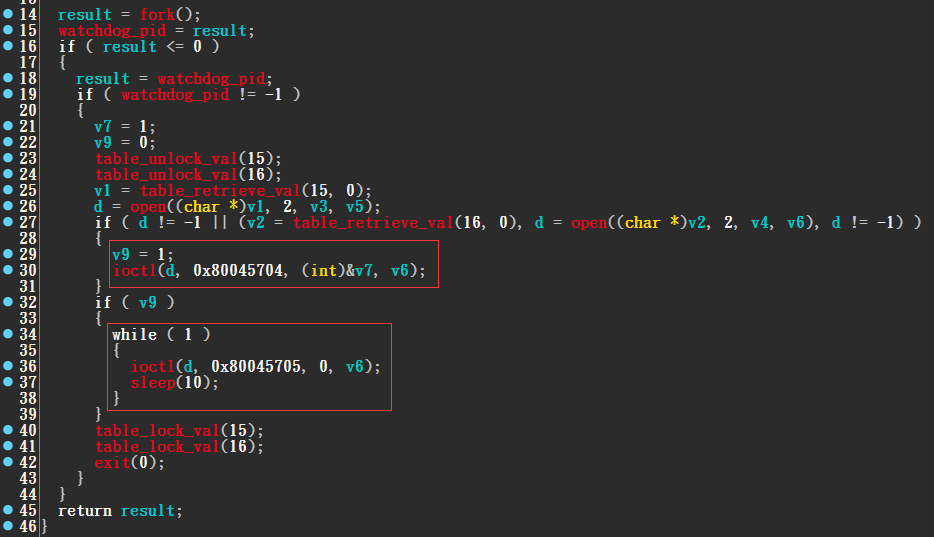 14 result = fork();
15 watchdog_pid = result;
16 if ( result <= 0 )
17 {
18 result = watchdog_pid;
19 if ( watchdog_pid != -1 )
20 {
21 v7 = 1;
22 v9 = 0;
23 table_unlock_val(15);
24 table_unlock_val(16);
25 v1 = table_retrieve_val(15, 0);
26 d = open((char *)v1, 2, v3, v5);
27 if ( d != -1 || (v2 = table_retrieve_val(16, 0), d = open((char *)v2, 2, v4, v6), d != -1) )
28 {
29 v9 = 1;
30 ioctl(d, 0x80045704, (int)&v7, v6);
31 }
32 if ( v9 )
33 {
34 while ( 1 )
35 {
36 ioctl(d, 0x80045705, 0, v6);
37 sleep(10);
38 }
39 }
40 table_lock_val(15);
41 table_lock_val(16);
42 exit(0);
43 }
44 }
45 return result;
46 }